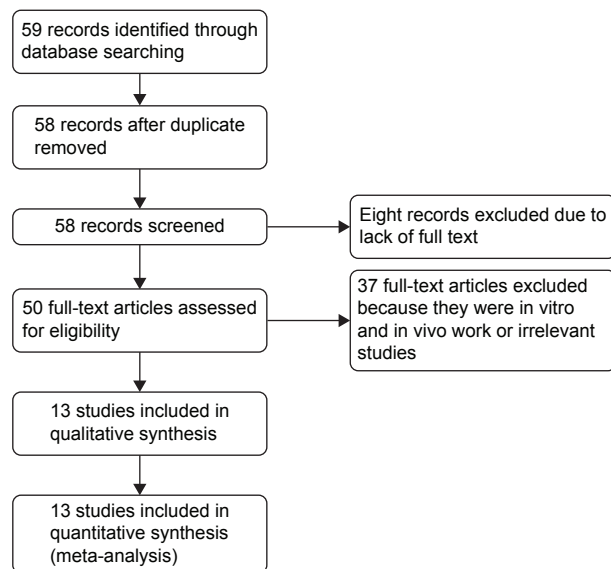 59 records identified through
database searching
58 records after duplicate
removed
58 records screened
Eight records excluded due to
lack of full text
50 full-text articles assessed
for eligibility
37 full-text articles excluded
because they were in vitro
and in vivo work or irrelevant
studies
13 studies included in
qualitative synthesis
13 studies included in
quantitative synthesis
(meta-analysis)